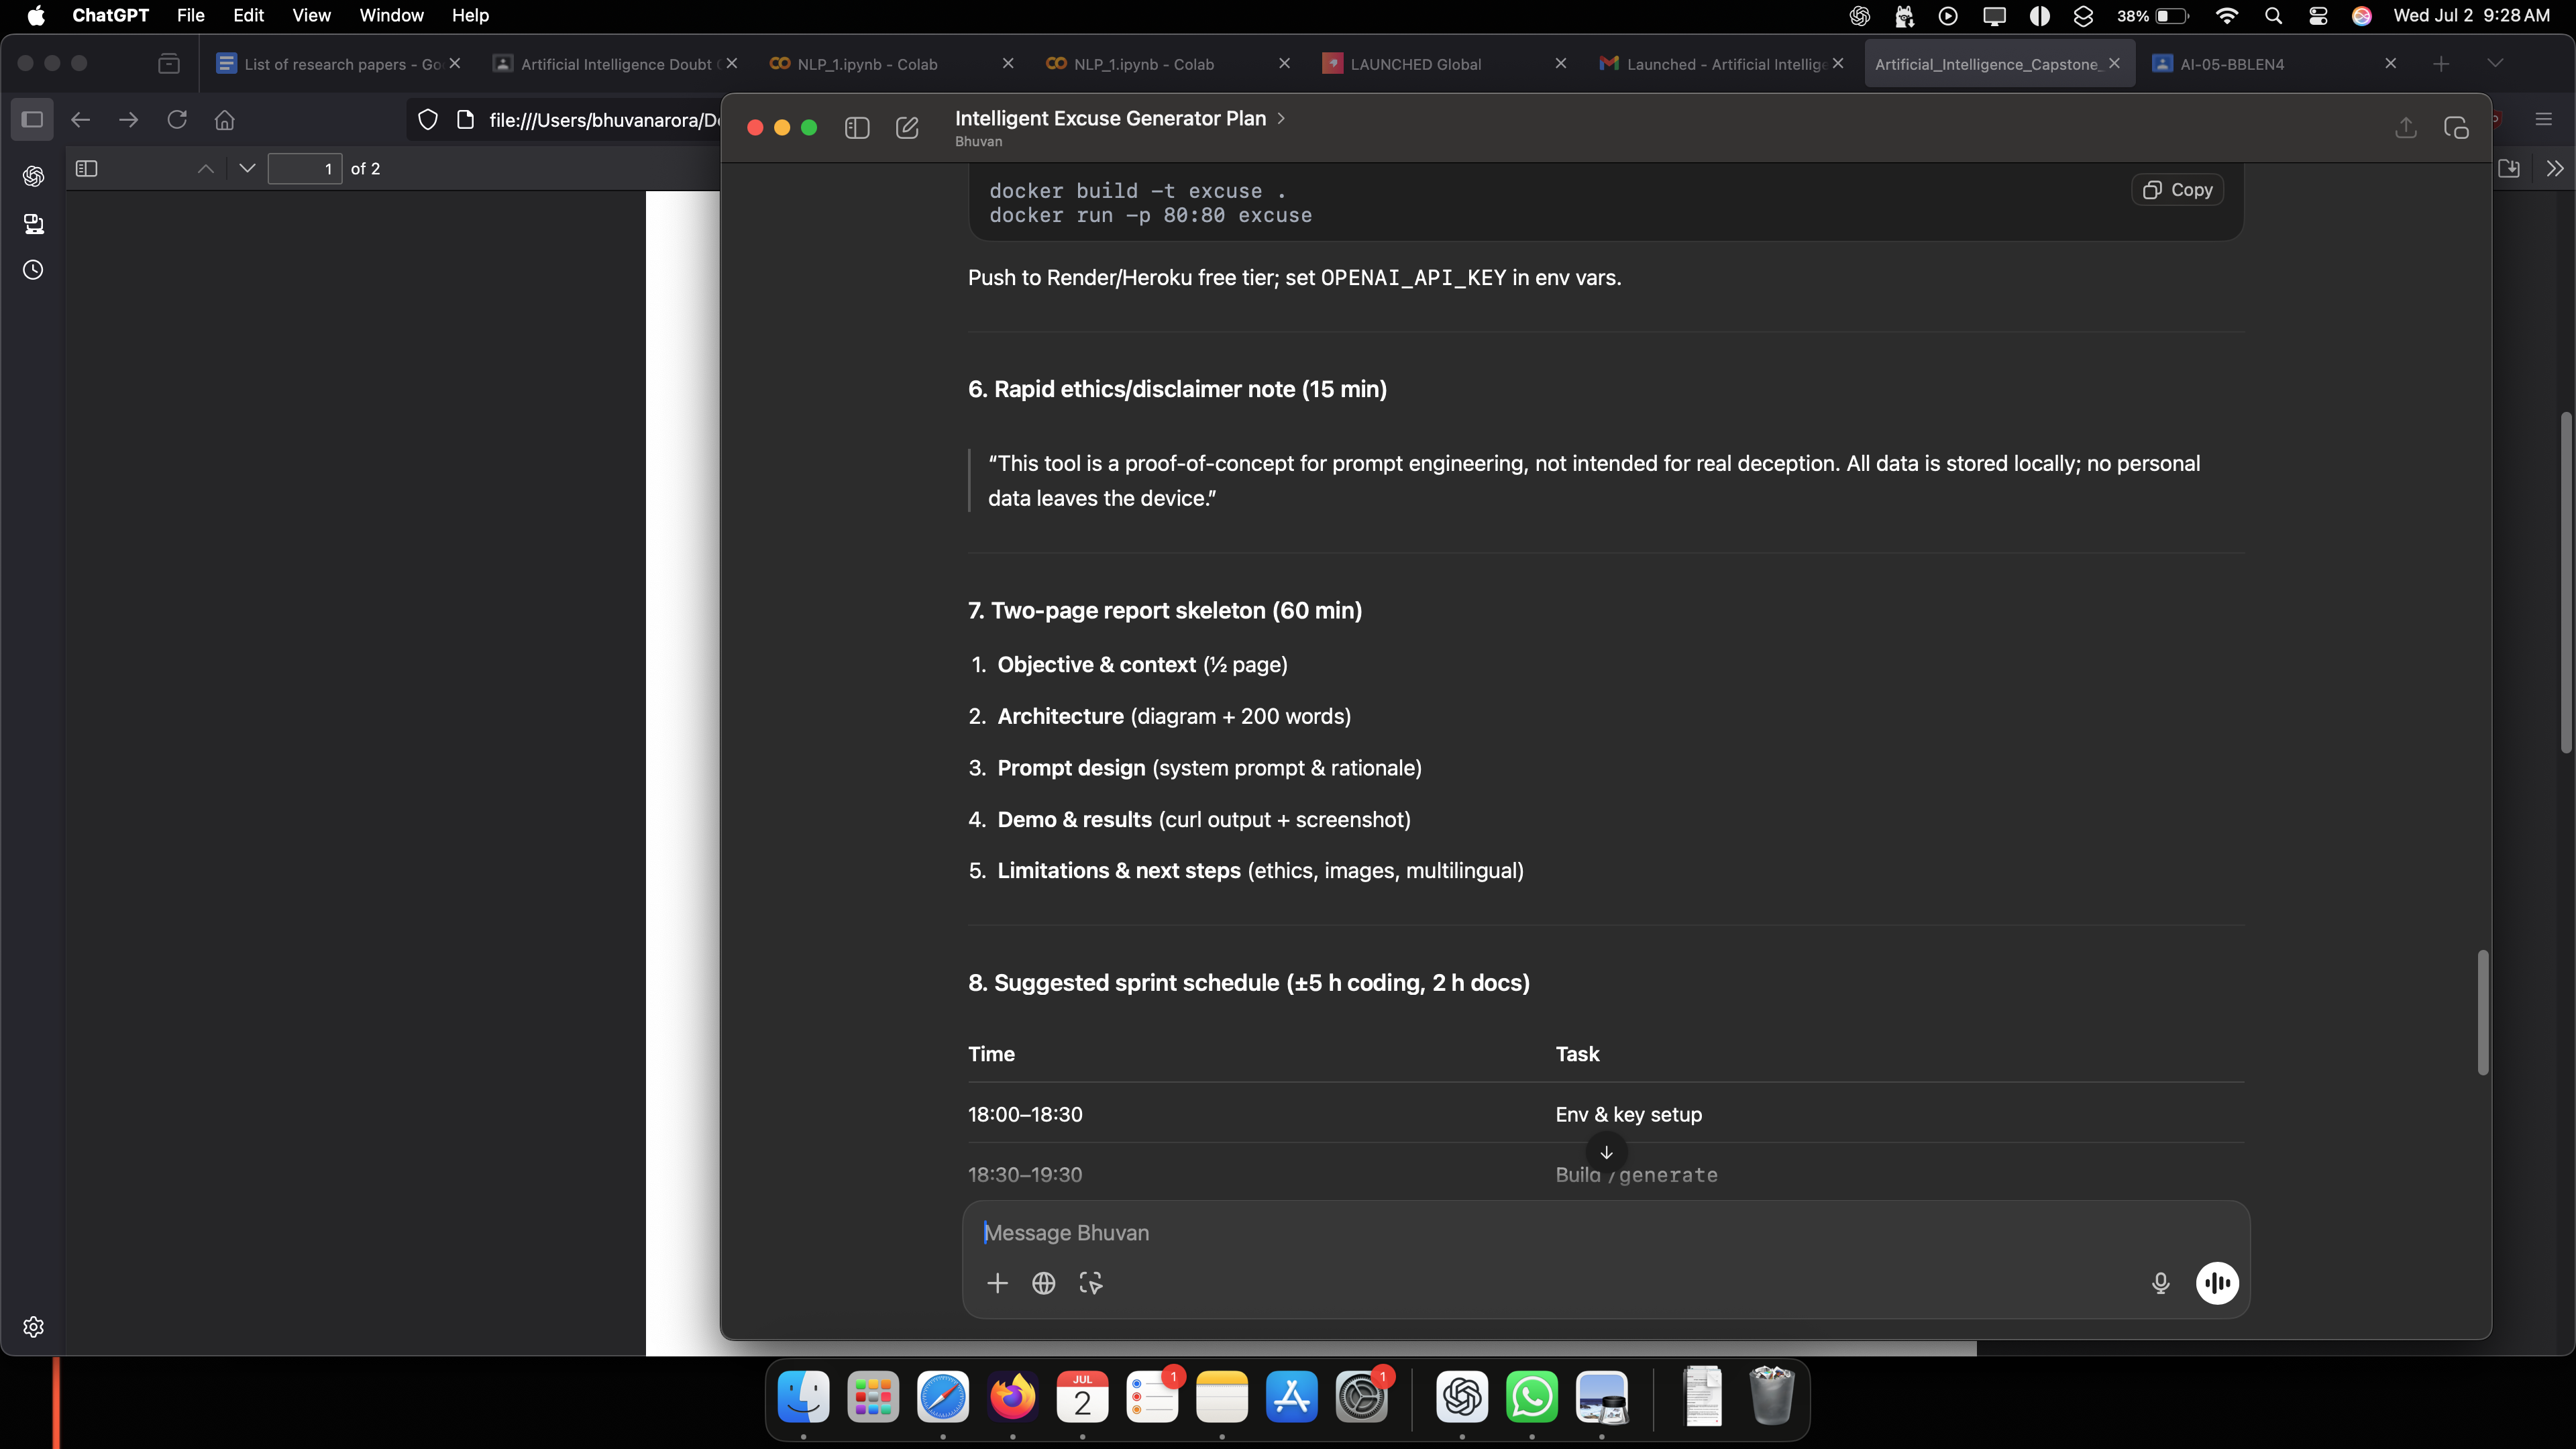 ChatGPT File Edit View Window Help 38% Wed Jul 2 9:28 AM
List of research papers - Go
Artificial Intelligence Doubt
NLP_1.ipynb - Colab
NLP_1.ipynb - Colab
LAUNCHED Global
Launched - Artificial Intellige
Artificial_Intelligence_Capstone_
AI-05-BBLEN4
file:///Users/bhuvanarora/De
1 of 2
Intelligent Excuse Generator Plan
Bhuvan
docker build -t excuse .
docker run -p 80:80 excuse
Copy
Push to Render/Heroku free tier; set OPENAI_API_KEY in env vars.
6. Rapid ethics/disclaimer note (15 min)
“This tool is a proof-of-concept for prompt engineering, not intended for real deception. All data is stored locally; no personal
data leaves the device.”
7. Two-page report skeleton (60 min)
1. Objective & context (½ page)
2. Architecture (diagram + 200 words)
3. Prompt design (system prompt & rationale)
4. Demo & results (curl output + screenshot)
5. Limitations & next steps (ethics, images, multilingual)
8. Suggested sprint schedule (±5 h coding, 2 h docs)
Time Task
18:00–18:30 Env & key setup
18:30–19:30 Build /generate
Message Bhuvan
JUL
2
1
1